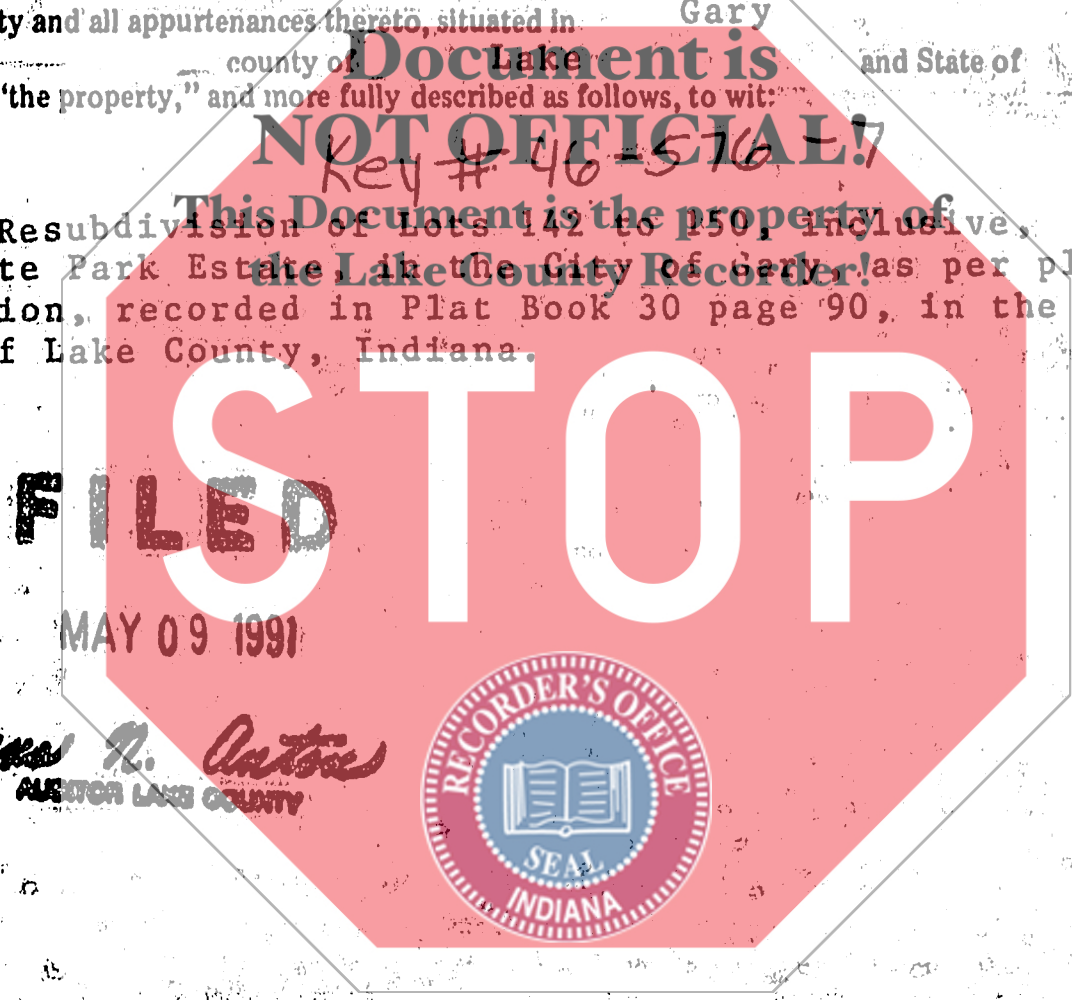 ty and all appurtenances thereto, situated in Gary
county of Lake and State of
"the property," and more fully described as follows, to wit:
Document is
NOT OFFICIAL!
Key # 46-576-7
This Document is the property of
the Lake County Recorder!
Resubdivision of Lots 142 to 150, inclusive,
te Park Estate, in the City of Gary, as per pl
ion, recorded in Plat Book 30 page 90, in the
f Lake County, Indiana.
STOP
FILED
MAY 09 1991
N. Anton
AUDITOR LAKE COUNTY
RECORDER'S OFFICE
SEAL
INDIANA